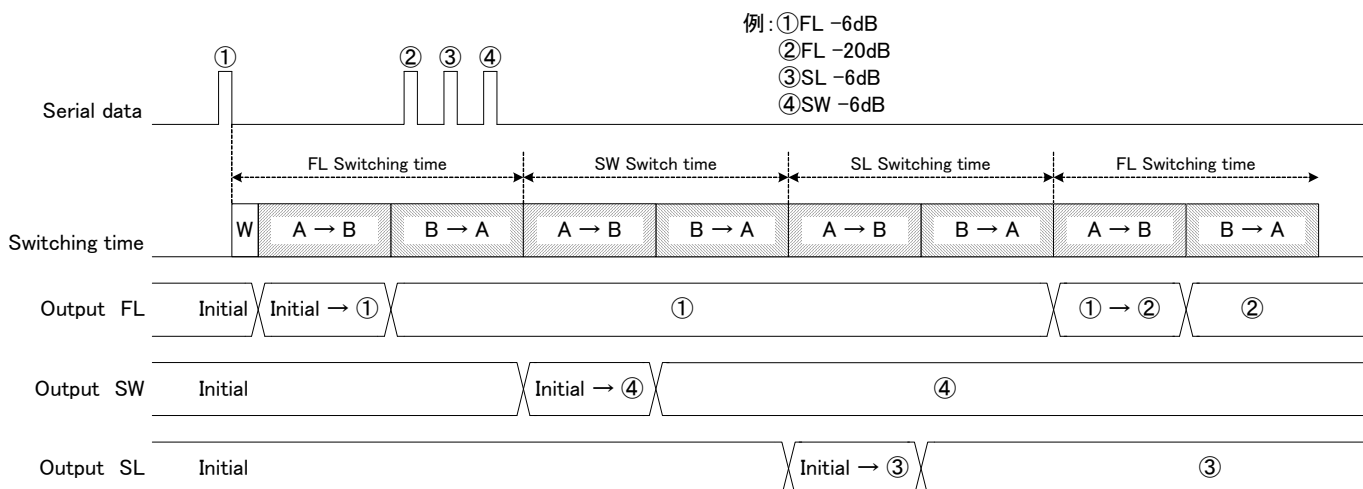 例:①FL -6dB
②FL -20dB
③SL -6dB
④SW -6dB
① ② ③ ④
Serial data
FL Switching time SW Switch time SL Switching time FL Switching time
Switching time W A → B B → A A → B B → A A → B B → A A → B B → A
Output FL Initial Initial → ① ① ① → ② ②
Output SW Initial Initial → ④ ④
Output SL Initial Initial → ③ ③